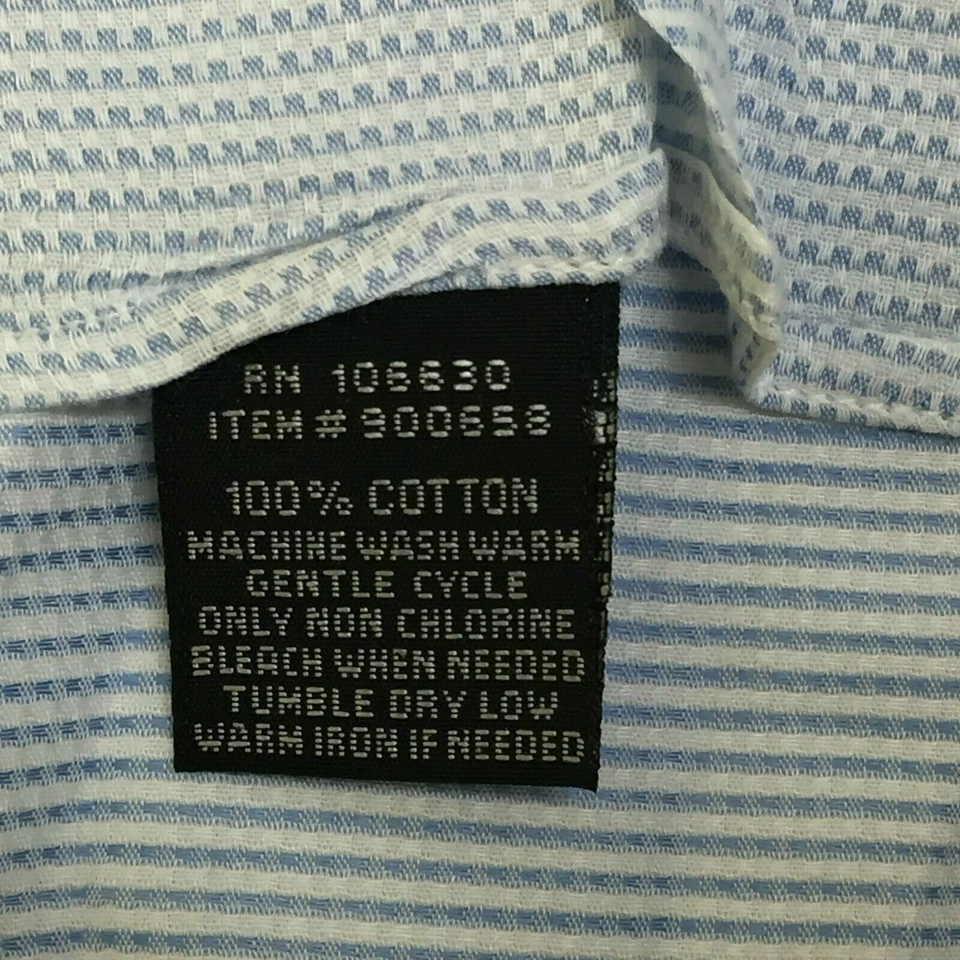 RN 106630
ITEM # 900658
100% COTTON
MACHINE WASH WARM
GENTLE CYCLE
ONLY NON CHLORINE
BLEACH WHEN NEEDED
TUMBLE DRY LOW
WARM IRON IF NEEDED